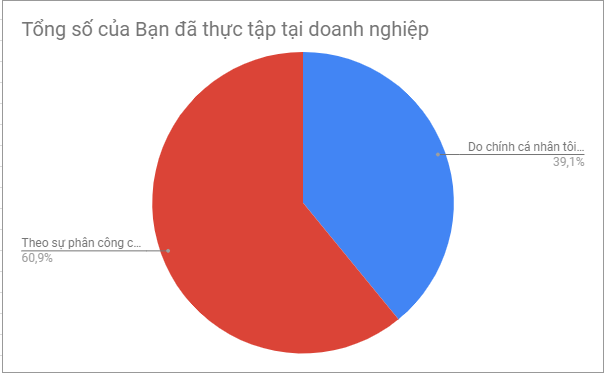 Tổng số của Bạn đã thực tập tại doanh nghiệp
Do chính cá nhân tôi…
39,1%
Theo sự phân công c…
60,9%